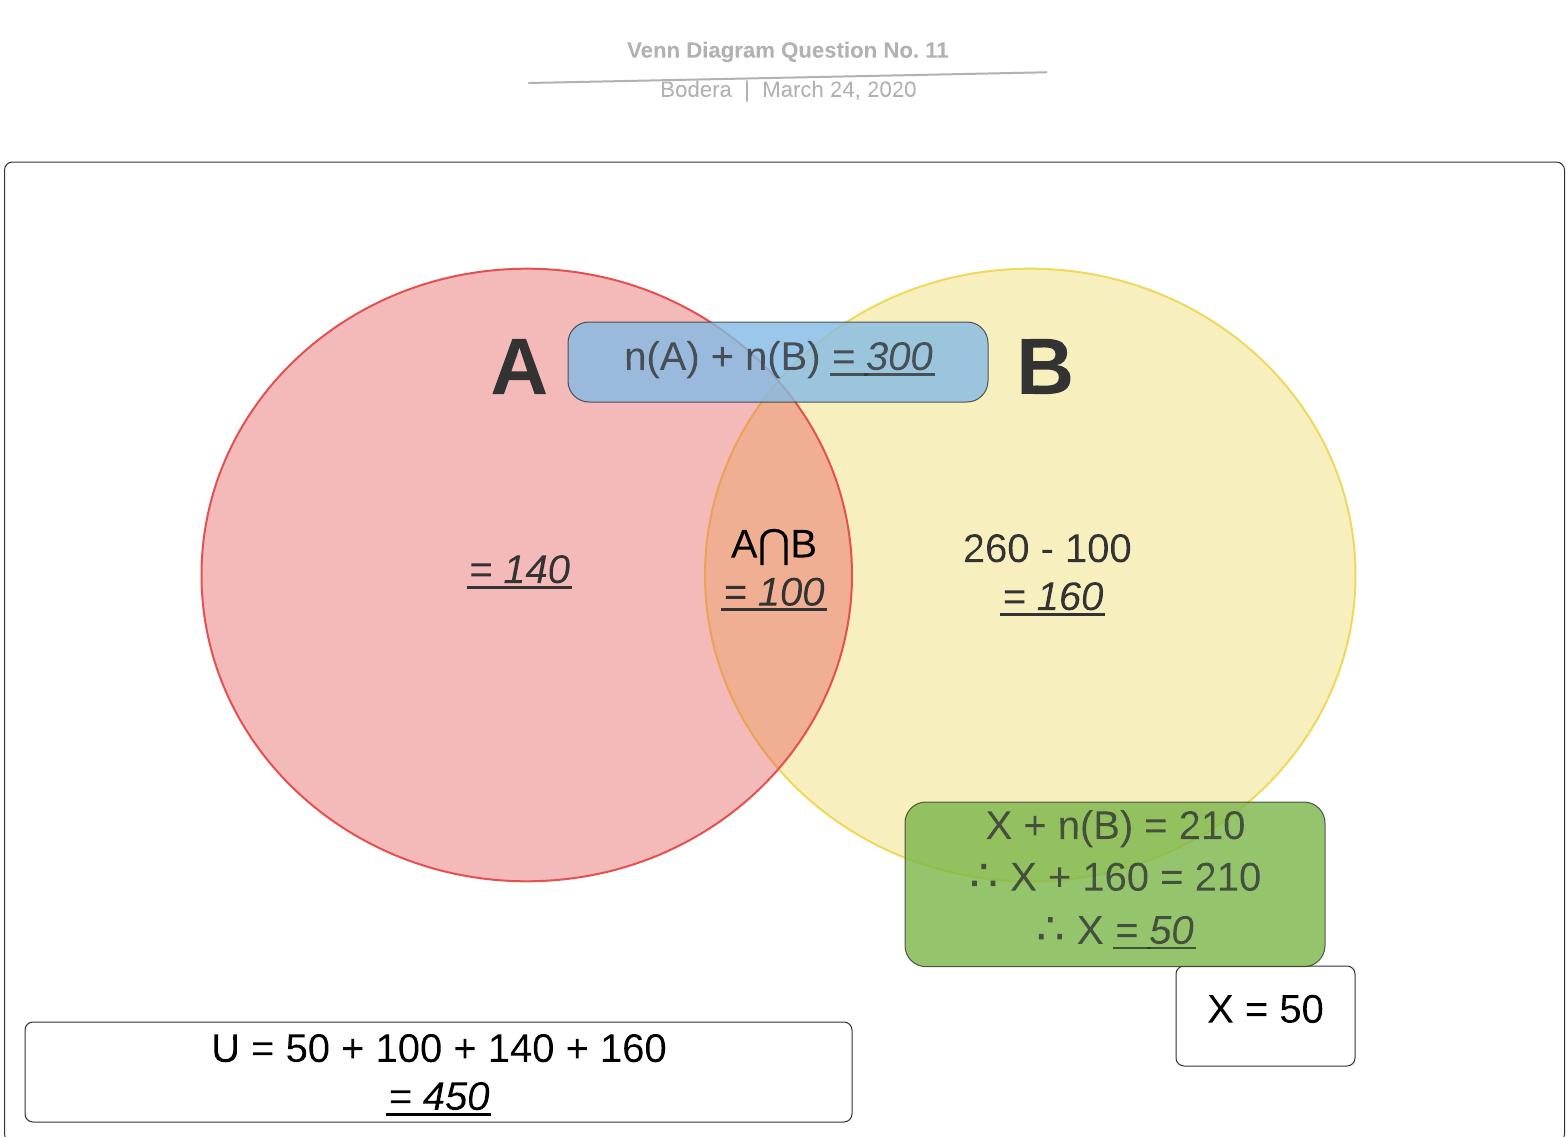 Venn Diagram Question No. 11
Bodera | March 24, 2020
A
n(A) + n(B) = 300
B
= 140
A⋂B
= 100
260 - 100
= 160
X + n(B) = 210
∴ X + 160 = 210
∴ X = 50
X = 50
U = 50 + 100 + 140 + 160
= 450